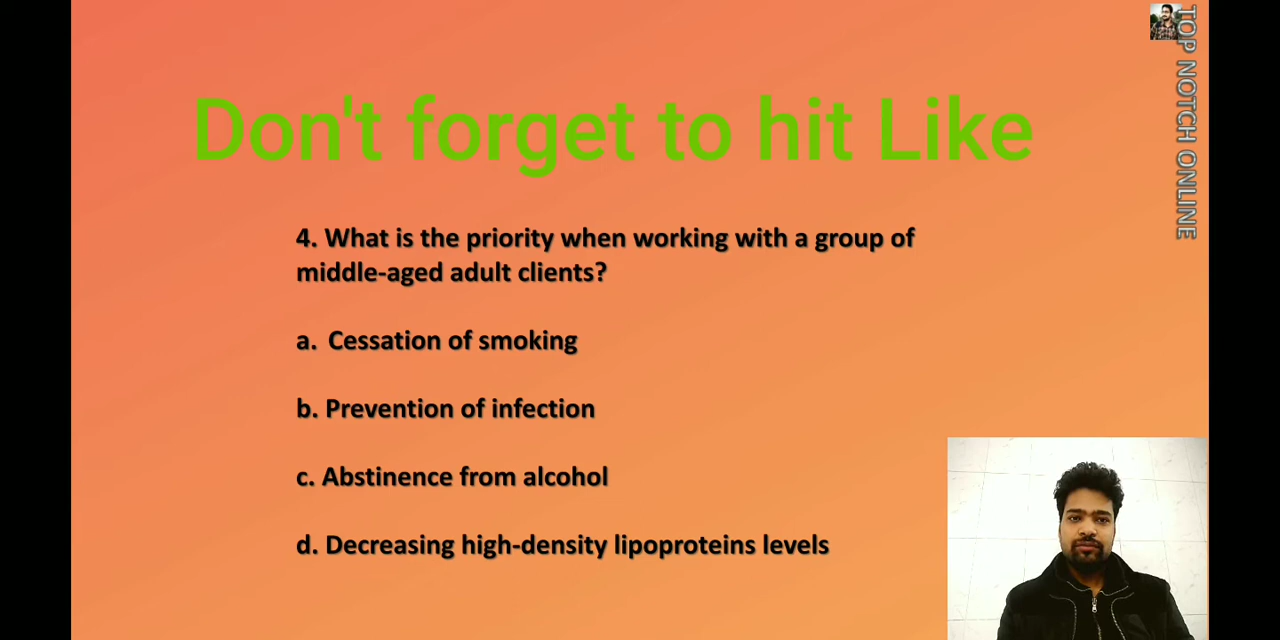 TOP NOTCH ONLINE
Don't forget to hit Like
4. What is the priority when working with a group of
middle-aged adult clients?
a. Cessation of smoking
b. Prevention of infection
c. Abstinence from alcohol
d. Decreasing high-density lipoproteins levels